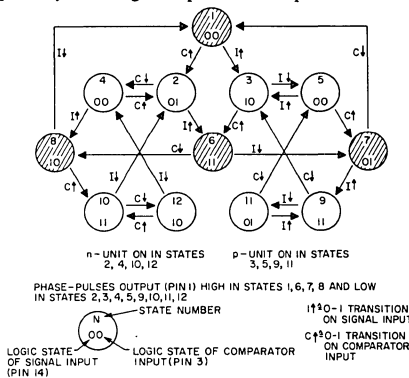 1
00
I↓
C↑
I↑
C↓
4
00
C↓
C↑
2
01
3
10
I↓
I↑
5
00
I↑
I↑
C↑
C↑
8
10
C↓
6
11
I↓
7
01
C↑
I↓
I↓
C↓
C↓
I↑
10
11
C↓
C↑
12
10
11
01
I↓
I↑
9
11
n-UNIT ON IN STATES
2, 4, 10, 12
p-UNIT ON IN STATES
3, 5, 9, 11
PHASE-PULSES OUTPUT (PIN 1) HIGH IN STATES 1, 6, 7, 8 AND LOW
IN STATES 2, 3, 4, 5, 9, 10, 11, 12
STATE NUMBER
N
00
LOGIC STATE
OF SIGNAL INPUT
(PIN 14)
LOGIC STATE OF COMPARATOR
INPUT (PIN 3)
I↑≙0-1 TRANSITION
ON SIGNAL INPUT
C↑≙0-1 TRANSITION
ON COMPARATOR
INPUT